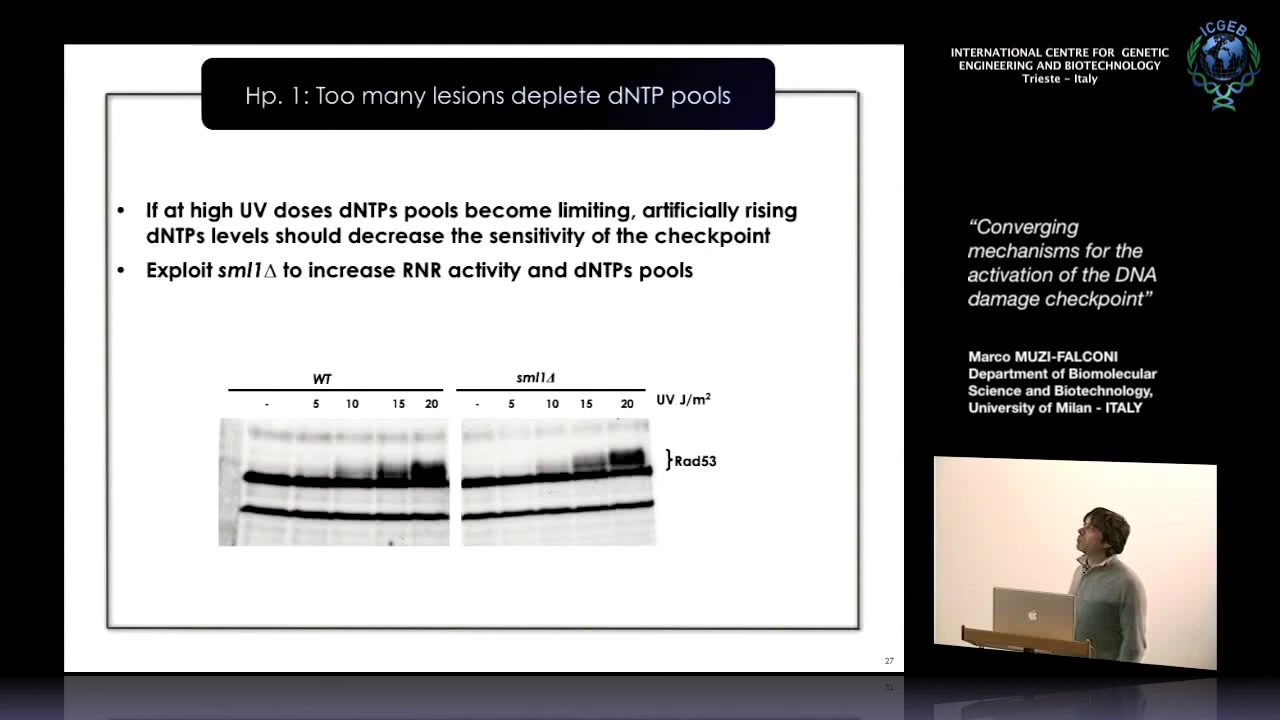 Hp. 1: Too many lesions deplete dNTP pools
• If at high UV doses dNTPs pools become limiting, artificially rising
dNTPs levels should decrease the sensitivity of the checkpoint
• Exploit sml1Δ to increase RNR activity and dNTPs pools
WT sml1Δ
- 5 10 15 20 - 5 10 15 20 UV J/m²
}Rad53
27
INTERNATIONAL CENTRE FOR GENETIC
ENGINEERING AND BIOTECHNOLOGY
Trieste - Italy
ICGEB
“Converging
mechanisms for the
activation of the DNA
damage checkpoint”
Marco MUZI-FALCONI
Department of Biomolecular
Science and Biotechnology,
University of Milan - ITALY